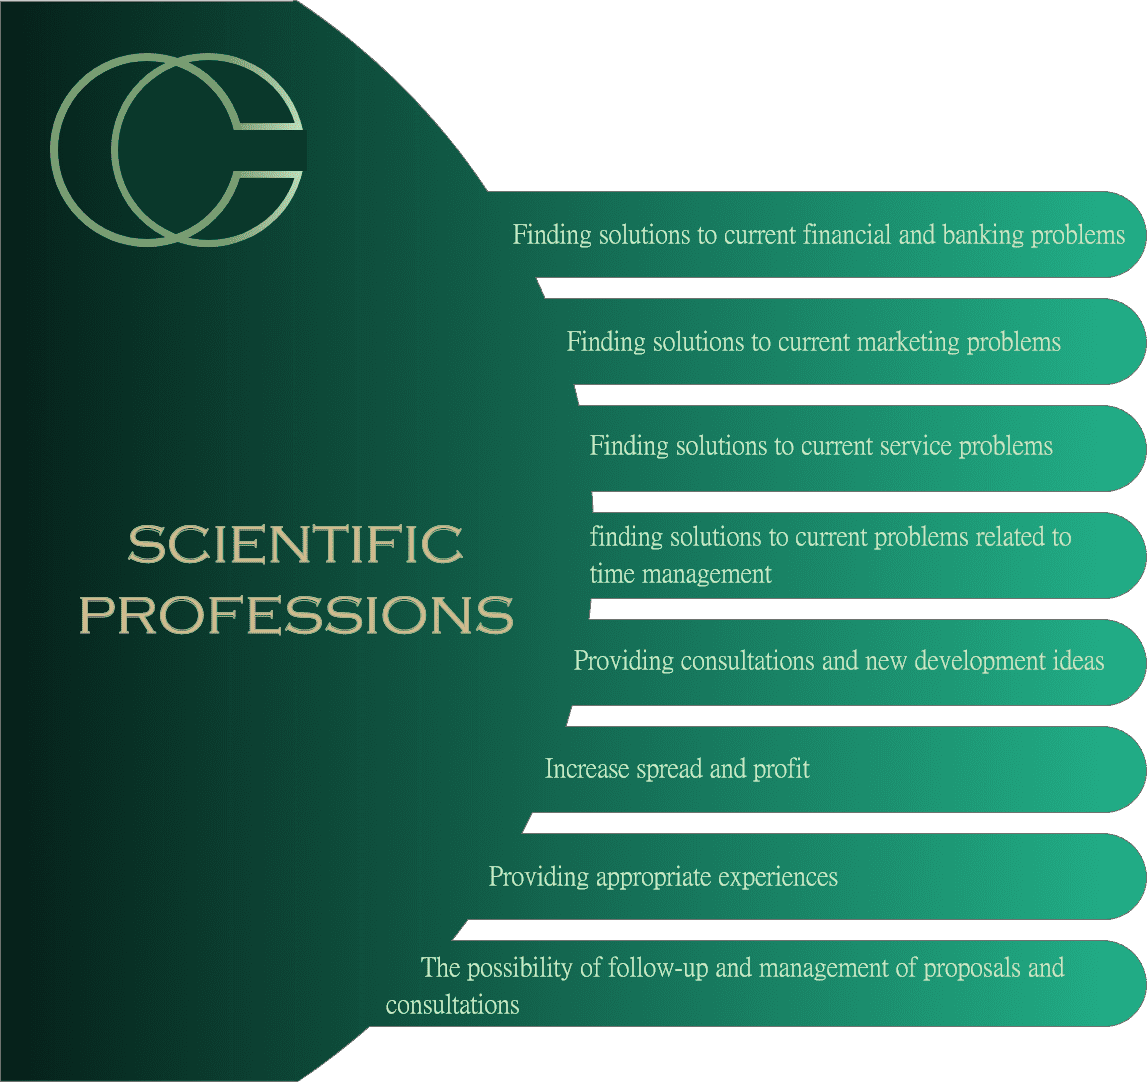 SCIENTIFIC
PROFESSIONS
Finding solutions to current financial and banking problems
Finding solutions to current marketing problems
Finding solutions to current service problems
finding solutions to current problems related to
time management
Providing consultations and new development ideas
Increase spread and profit
Providing appropriate experiences
The possibility of follow-up and management of proposals and
consultations